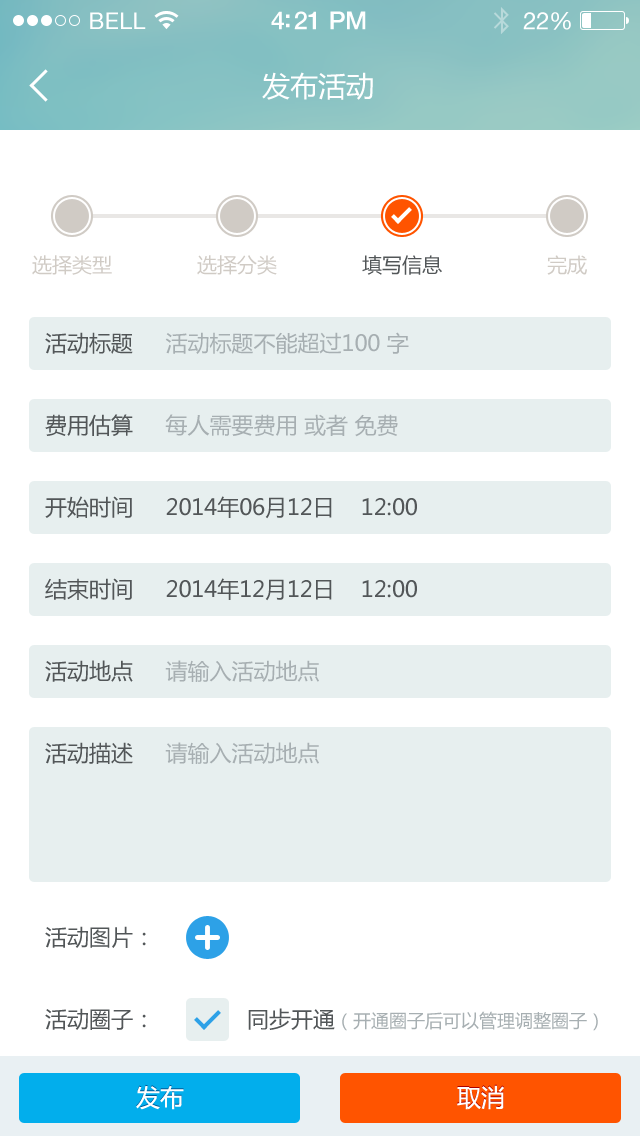 BELL 4:21 PM 22%
发布活动
选择类型 选择分类 填写信息 完成
活动标题 活动标题不能超过100 字
费用估算 每人需要费用 或者 免费
开始时间 2014年06月12日 12:00
结束时间 2014年12月12日 12:00
活动地点 请输入活动地点
活动描述 请输入活动地点
活动图片：
活动圈子： 同步开通（开通圈子后可以管理调整圈子）
发布 取消